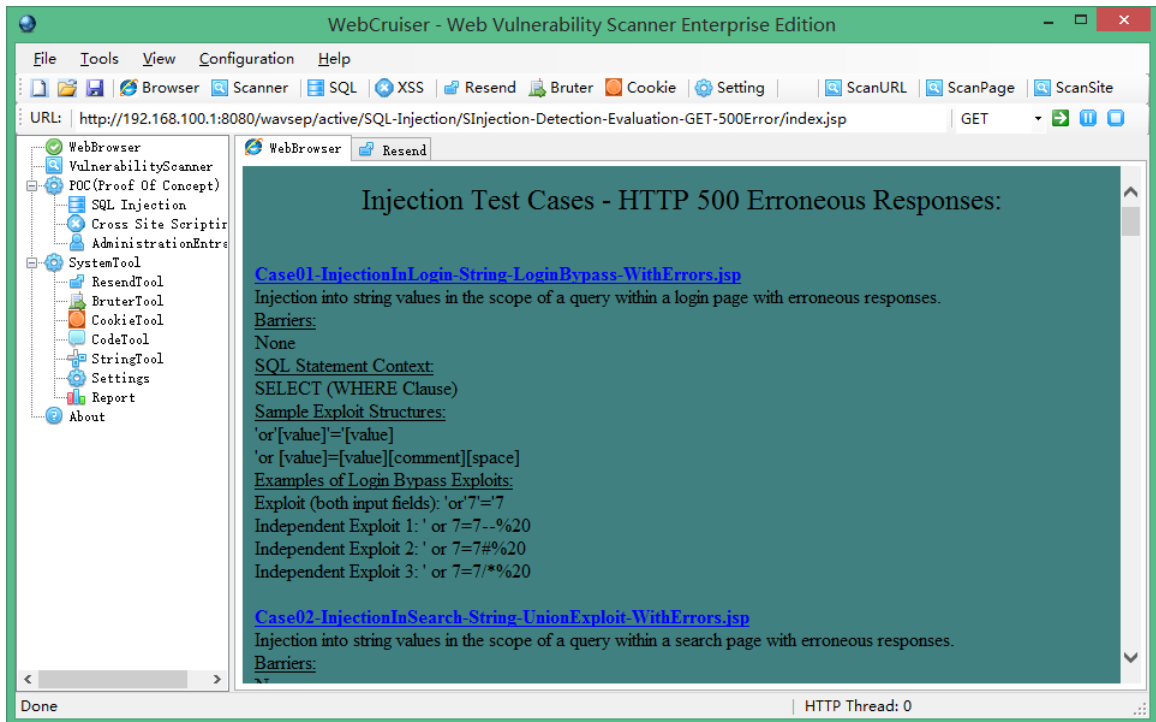 WebCruiser - Web Vulnerability Scanner Enterprise Edition
File Tools View Configuration Help
Browser Scanner SQL XSS Resend Bruter Cookie Setting ScanURL ScanPage ScanSite
URL: http://192.168.100.1:8080/wavsep/active/SQL-Injection/SInjection-Detection-Evaluation-GET-500Error/index.jsp GET
WebBrowser
VulnerabilityScanner
POC(Proof Of Concept)
SQL Injection
Cross Site Scriptin
AdministrationEntra
SystemTool
ResendTool
BruterTool
CookieTool
CodeTool
StringTool
Settings
Report
About
WebBrowser Resend
Injection Test Cases - HTTP 500 Erroneous Responses:
Case01-InjectionInLogin-String-LoginBypass-WithErrors.jsp
Injection into string values in the scope of a query within a login page with erroneous responses.
Barriers:
None
SQL Statement Context:
SELECT (WHERE Clause)
Sample Exploit Structures:
'or'[value]'='[value]
'or [value]=[value][comment][space]
Examples of Login Bypass Exploits:
Exploit (both input fields): 'or'7'='7
Independent Exploit 1: ' or 7=7--%20
Independent Exploit 2: ' or 7=7#%20
Independent Exploit 3: ' or 7=7/*%20
Case02-InjectionInSearch-String-UnionExploit-WithErrors.jsp
Injection into string values in the scope of a query within a search page with erroneous responses.
Barriers:
Done HTTP Thread: 0